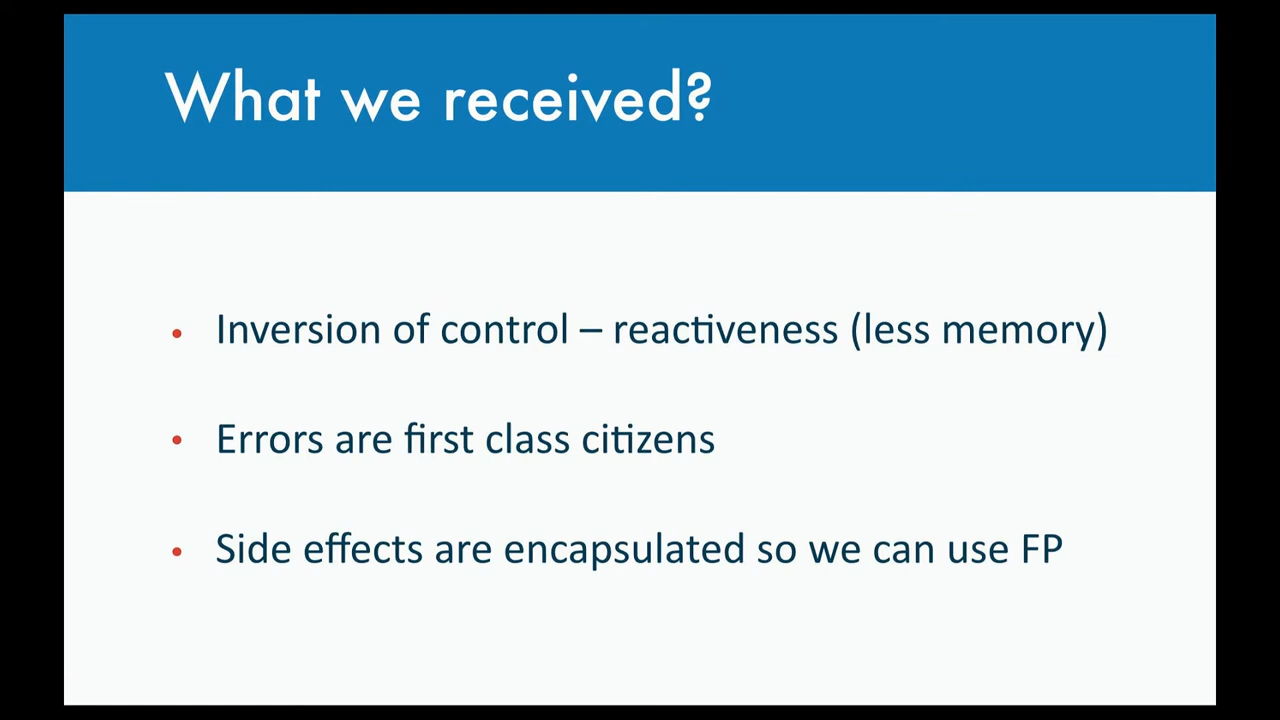 What we received?
• Inversion of control – reactiveness (less memory)
• Errors are first class citizens
• Side effects are encapsulated so we can use FP